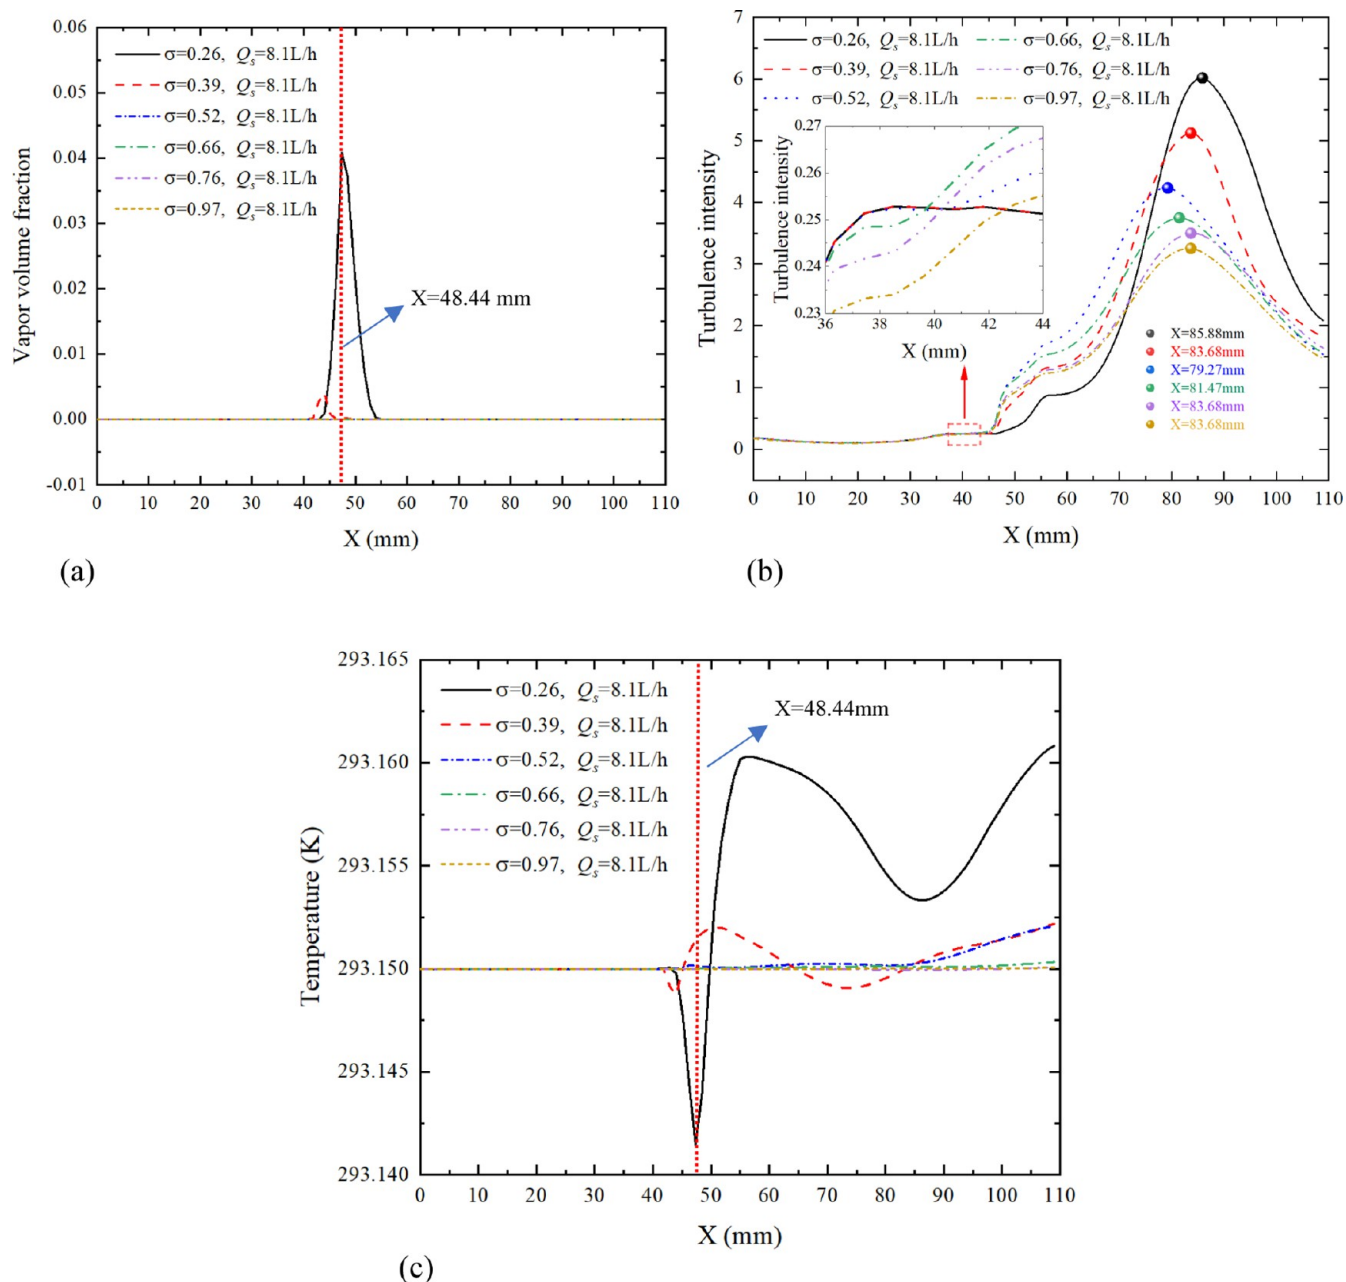 0.06
0.05
0.04
0.03
0.02
0.01
0.00
-0.01
Vapor volume fraction
σ=0.26, Qs=8.1L/h
σ=0.39, Qs=8.1L/h
σ=0.52, Qs=8.1L/h
σ=0.66, Qs=8.1L/h
σ=0.76, Qs=8.1L/h
σ=0.97, Qs=8.1L/h
X=48.44 mm
0 10 20 30 40 50 60 70 80 90 100 110
X (mm)
(a)
7
6
5
4
3
2
1
0
Turbulence intensity
σ=0.26, Qs=8.1L/h σ=0.66, Qs=8.1L/h
σ=0.39, Qs=8.1L/h σ=0.76, Qs=8.1L/h
σ=0.52, Qs=8.1L/h σ=0.97, Qs=8.1L/h
0.27
0.26
0.25
0.24
0.23
Turbulence intensity
36 38 40 42 44
X (mm)
X=85.88mm
X=83.68mm
X=79.27mm
X=81.47mm
X=83.68mm
X=83.68mm
0 10 20 30 40 50 60 70 80 90 100 110
X (mm)
(b)
293.165
293.160
293.155
293.150
293.145
293.140
Temperature (K)
σ=0.26, Qs=8.1L/h
σ=0.39, Qs=8.1L/h
σ=0.52, Qs=8.1L/h
σ=0.66, Qs=8.1L/h
σ=0.76, Qs=8.1L/h
σ=0.97, Qs=8.1L/h
X=48.44mm
0 10 20 30 40 50 60 70 80 90 100 110
X (mm)
(c)